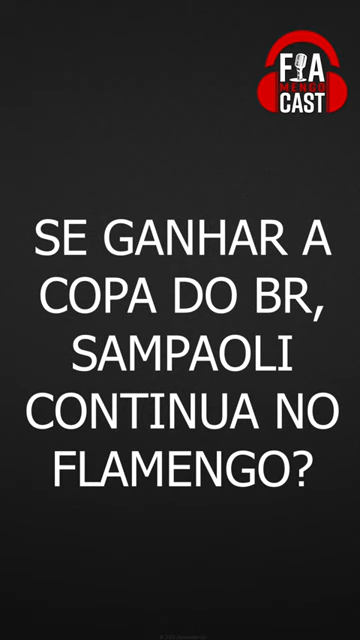 FLA
MENGO
CAST
SE GANHAR A
COPA DO BR,
SAMPAOLI
CONTINUA NO
FLAMENGO?